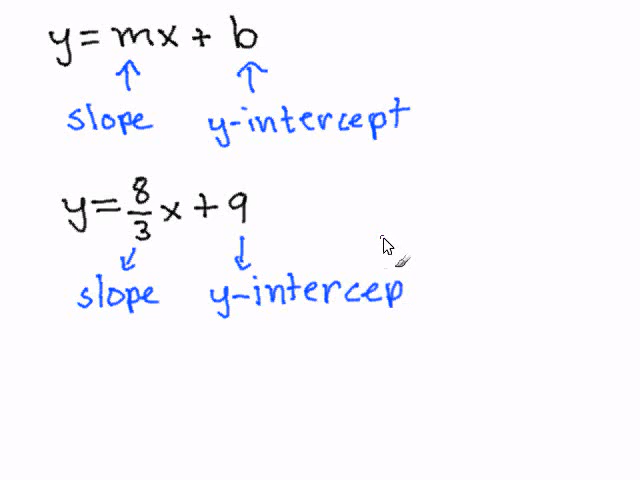 y = mx + b
slope y-intercept
y = 8/3 x + 9
slope y-intercep